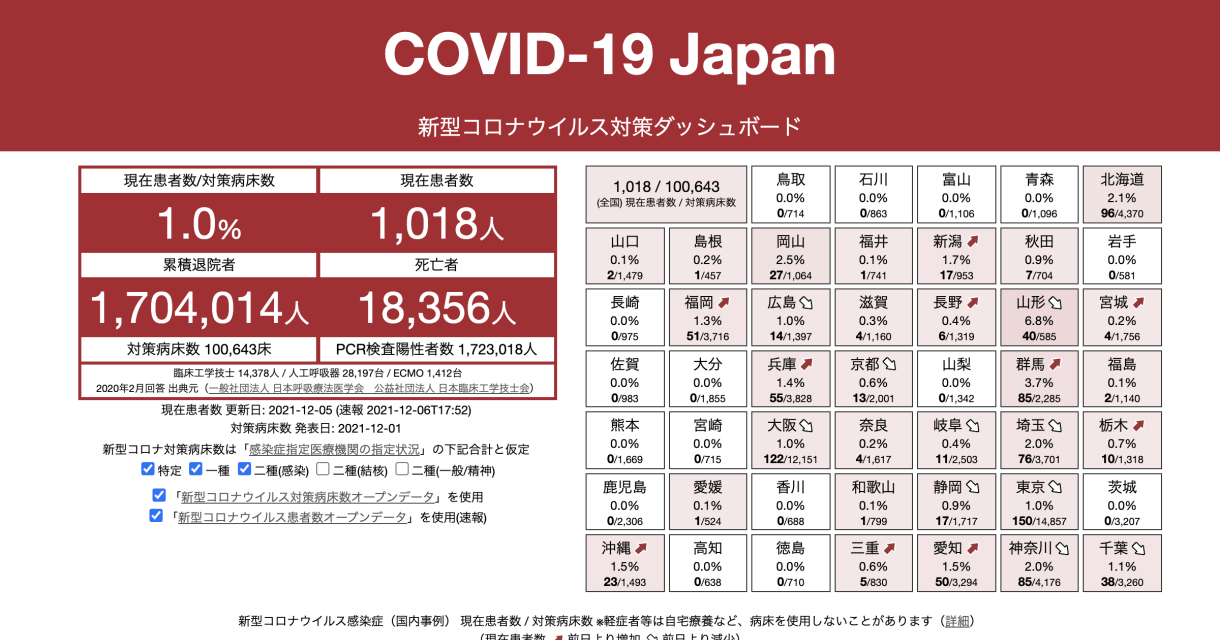 COVID-19 Japan
新型コロナウイルス対策ダッシュボード
現在患者数/対策病床数
現在患者数
1.0%
1,018人
累積退院者
死亡者
1,704,014人
18,356人
対策病床数 100,643床
PCR検査陽性者数 1,723,018人
臨床工学技士 14,378人 / 人工呼吸器 28,197台 / ECMO 1,412台
2020年2月回答 出典元（一般社団法人 日本呼吸療法医学会　公益社団法人 日本臨床工学技士会）
現在患者数 更新日: 2021-12-05 (速報 2021-12-06T17:52)
対策病床数 発表日: 2021-12-01
新型コロナ対策病床数は「感染症指定医療機関の指定状況」の下記合計と仮定
特定 一種 二種(感染) 二種(結核) 二種(一般/精神)
「新型コロナウイルス対策病床数オープンデータ」を使用
「新型コロナウイルス患者数オープンデータ」を使用(速報)
1,018 / 100,643
(全国) 現在患者数 / 対策病床数
鳥取
0.0%
0/714
石川
0.0%
0/863
富山
0.0%
0/1,106
青森
0.0%
0/1,096
北海道
2.1%
96/4,370
山口
0.1%
2/1,479
島根
0.2%
1/457
岡山
2.5%
27/1,064
福井
0.1%
1/741
新潟
1.7%
17/953
秋田
0.9%
7/704
岩手
0.0%
0/581
長崎
0.0%
0/975
福岡
1.3%
51/3,716
広島
1.0%
14/1,397
滋賀
0.3%
4/1,160
長野
0.4%
6/1,319
山形
6.8%
40/585
宮城
0.2%
4/1,756
佐賀
0.0%
0/983
大分
0.0%
0/1,855
兵庫
1.4%
55/3,828
京都
0.6%
13/2,001
山梨
0.0%
0/1,342
群馬
3.7%
85/2,285
福島
0.1%
2/1,140
熊本
0.0%
0/1,669
宮崎
0.0%
0/715
大阪
1.0%
122/12,151
奈良
0.2%
4/1,617
岐阜
0.4%
11/2,503
埼玉
2.0%
76/3,701
栃木
0.7%
10/1,318
鹿児島
0.0%
0/2,306
愛媛
0.1%
1/524
香川
0.0%
0/688
和歌山
0.1%
1/799
静岡
0.9%
17/1,717
東京
1.0%
150/14,857
茨城
0.0%
0/3,207
沖縄
1.5%
23/1,493
高知
0.0%
0/638
徳島
0.0%
0/710
三重
0.6%
5/830
愛知
1.5%
50/3,294
神奈川
2.0%
85/4,176
千葉
1.1%
38/3,260
新型コロナウイルス感染症（国内事例） 現在患者数 / 対策病床数 ※軽症者等は自宅療養など、病床を使用しないことがあります（詳細）
（現在患者数 前日より増加 前日より減少）